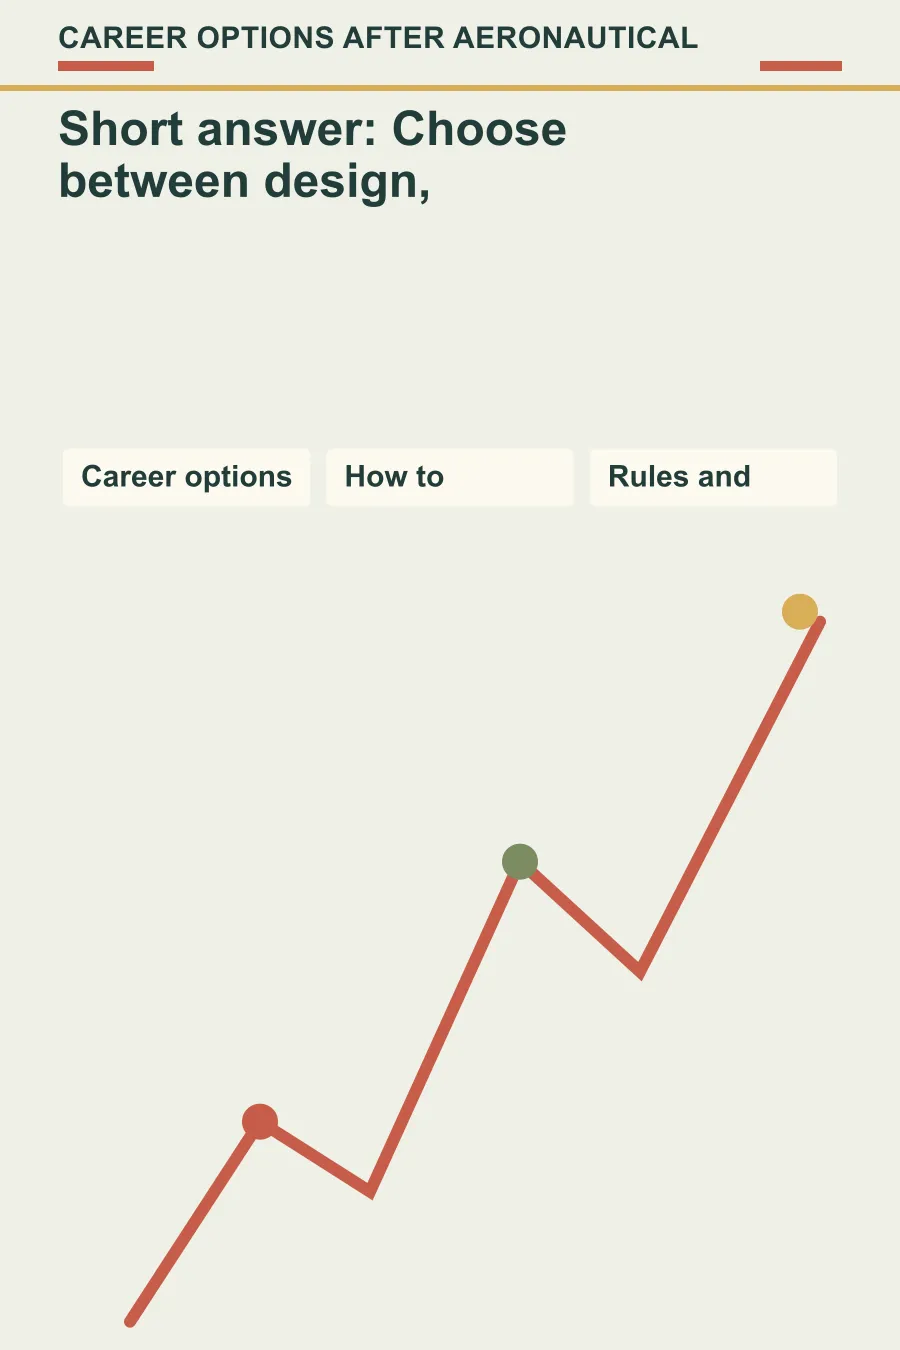 CAREER OPTIONS AFTER AERONAUTICAL
Short answer: Choose
between design,
Career options
How to
Rules and